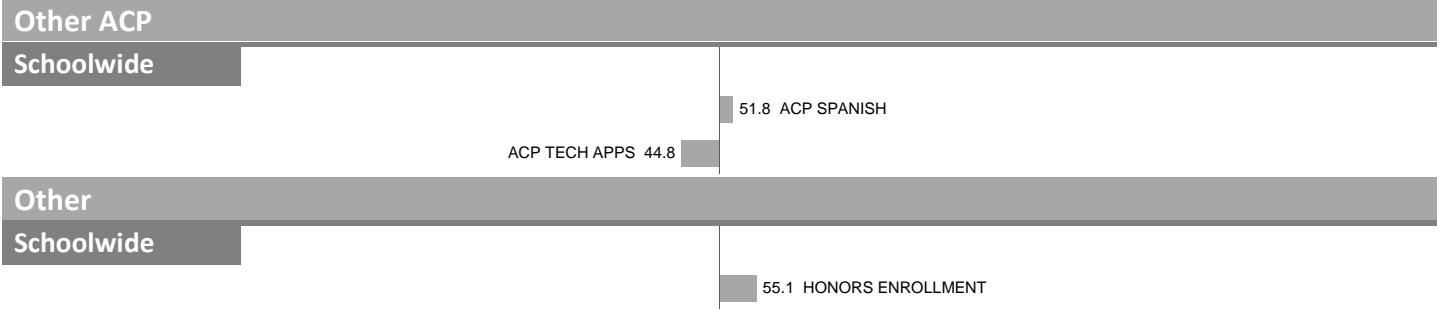 Other ACP
Schoolwide
51.8 ACP SPANISH
ACP TECH APPS 44.8
Other
Schoolwide
55.1 HONORS ENROLLMENT